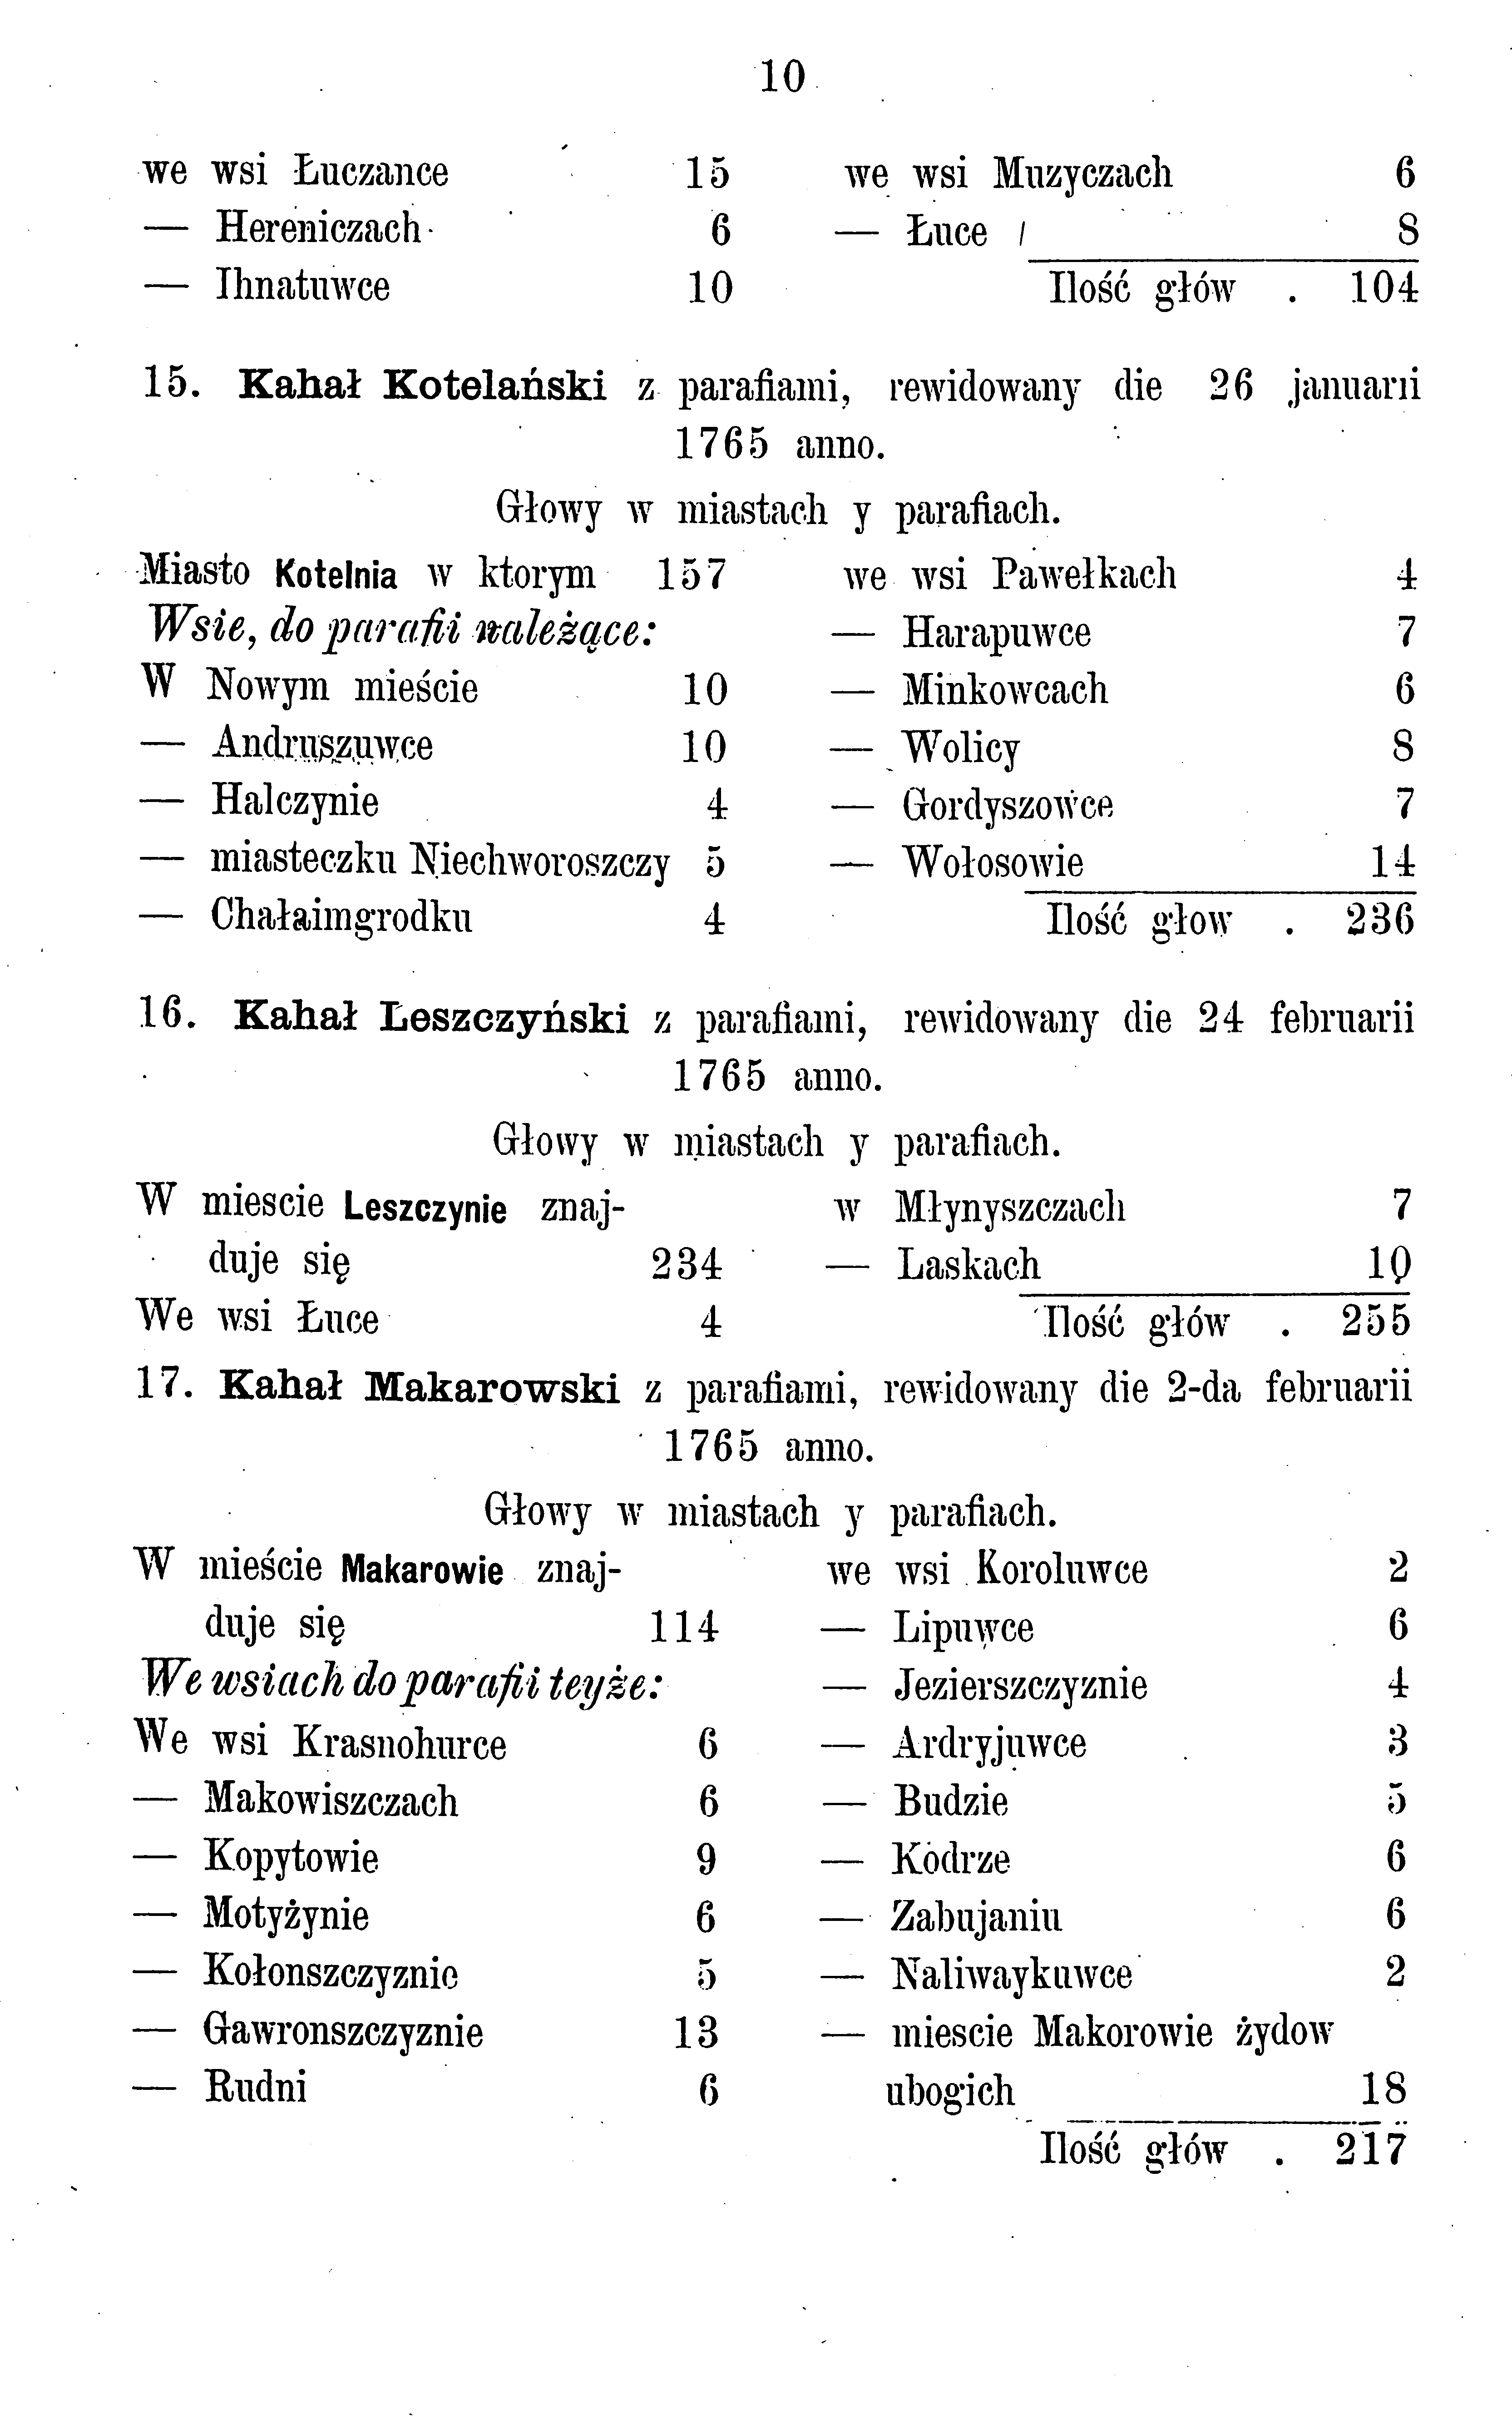 10
we wsi Łuczance 15
— Hereniczach 6
— Ihnatuwce 10
we wsi Muzyczach 6
— Łuce 8
Ilość głów . 104
15. Kahał Kotelański z parafiami, rewidowany die 26 januarii
1765 anno.
Głowy w miastach y parafiach.
Miasto Kotelnia w ktorym 157
Wsie, do parafii należące:
W Nowym mieście 10
— Andruszuwce 10
— Halczynie 4
— miasteczku Niechworoszczy 5
— Chałaimgrodku 4
we wsi Pawełkach 4
— Harapuwce 7
— Minkowcach 6
— Wolicy 8
— Gordyszowce 7
— Wołosowie 14
Ilość głow . 236
16. Kahał Leszczyński z parafiami, rewidowany die 24 februarii
1765 anno.
Głowy w miastach y parafiach.
W miescie Leszczynie znaj-
duje się 234
We wsi Łuce 4
w Młynyszczach 7
— Laskach 10
Ilość głów . 255
17. Kahał Makarowski z parafiami, rewidowany die 2-da februarii
1765 anno.
Głowy w miastach y parafiach.
W mieście Makarowie znaj-
duje się 114
We wsiach do parafii teyże:
We wsi Krasnohurce 6
— Makowiszczach 6
— Kopytowie 9
— Motyżynie 6
— Kołonszczyznie 5
— Gawronszczyznie 13
— Rudni 6
we wsi Koroluwce 2
— Lipuwce 6
— Jezierszczyznie 4
— Ardryjuwce 3
— Budzie 5
— Kodrze 6
— Zabujaniu 6
— Naliwaykuwce 2
— miescie Makorowie żydow
ubogich 18
Ilość głów . 217